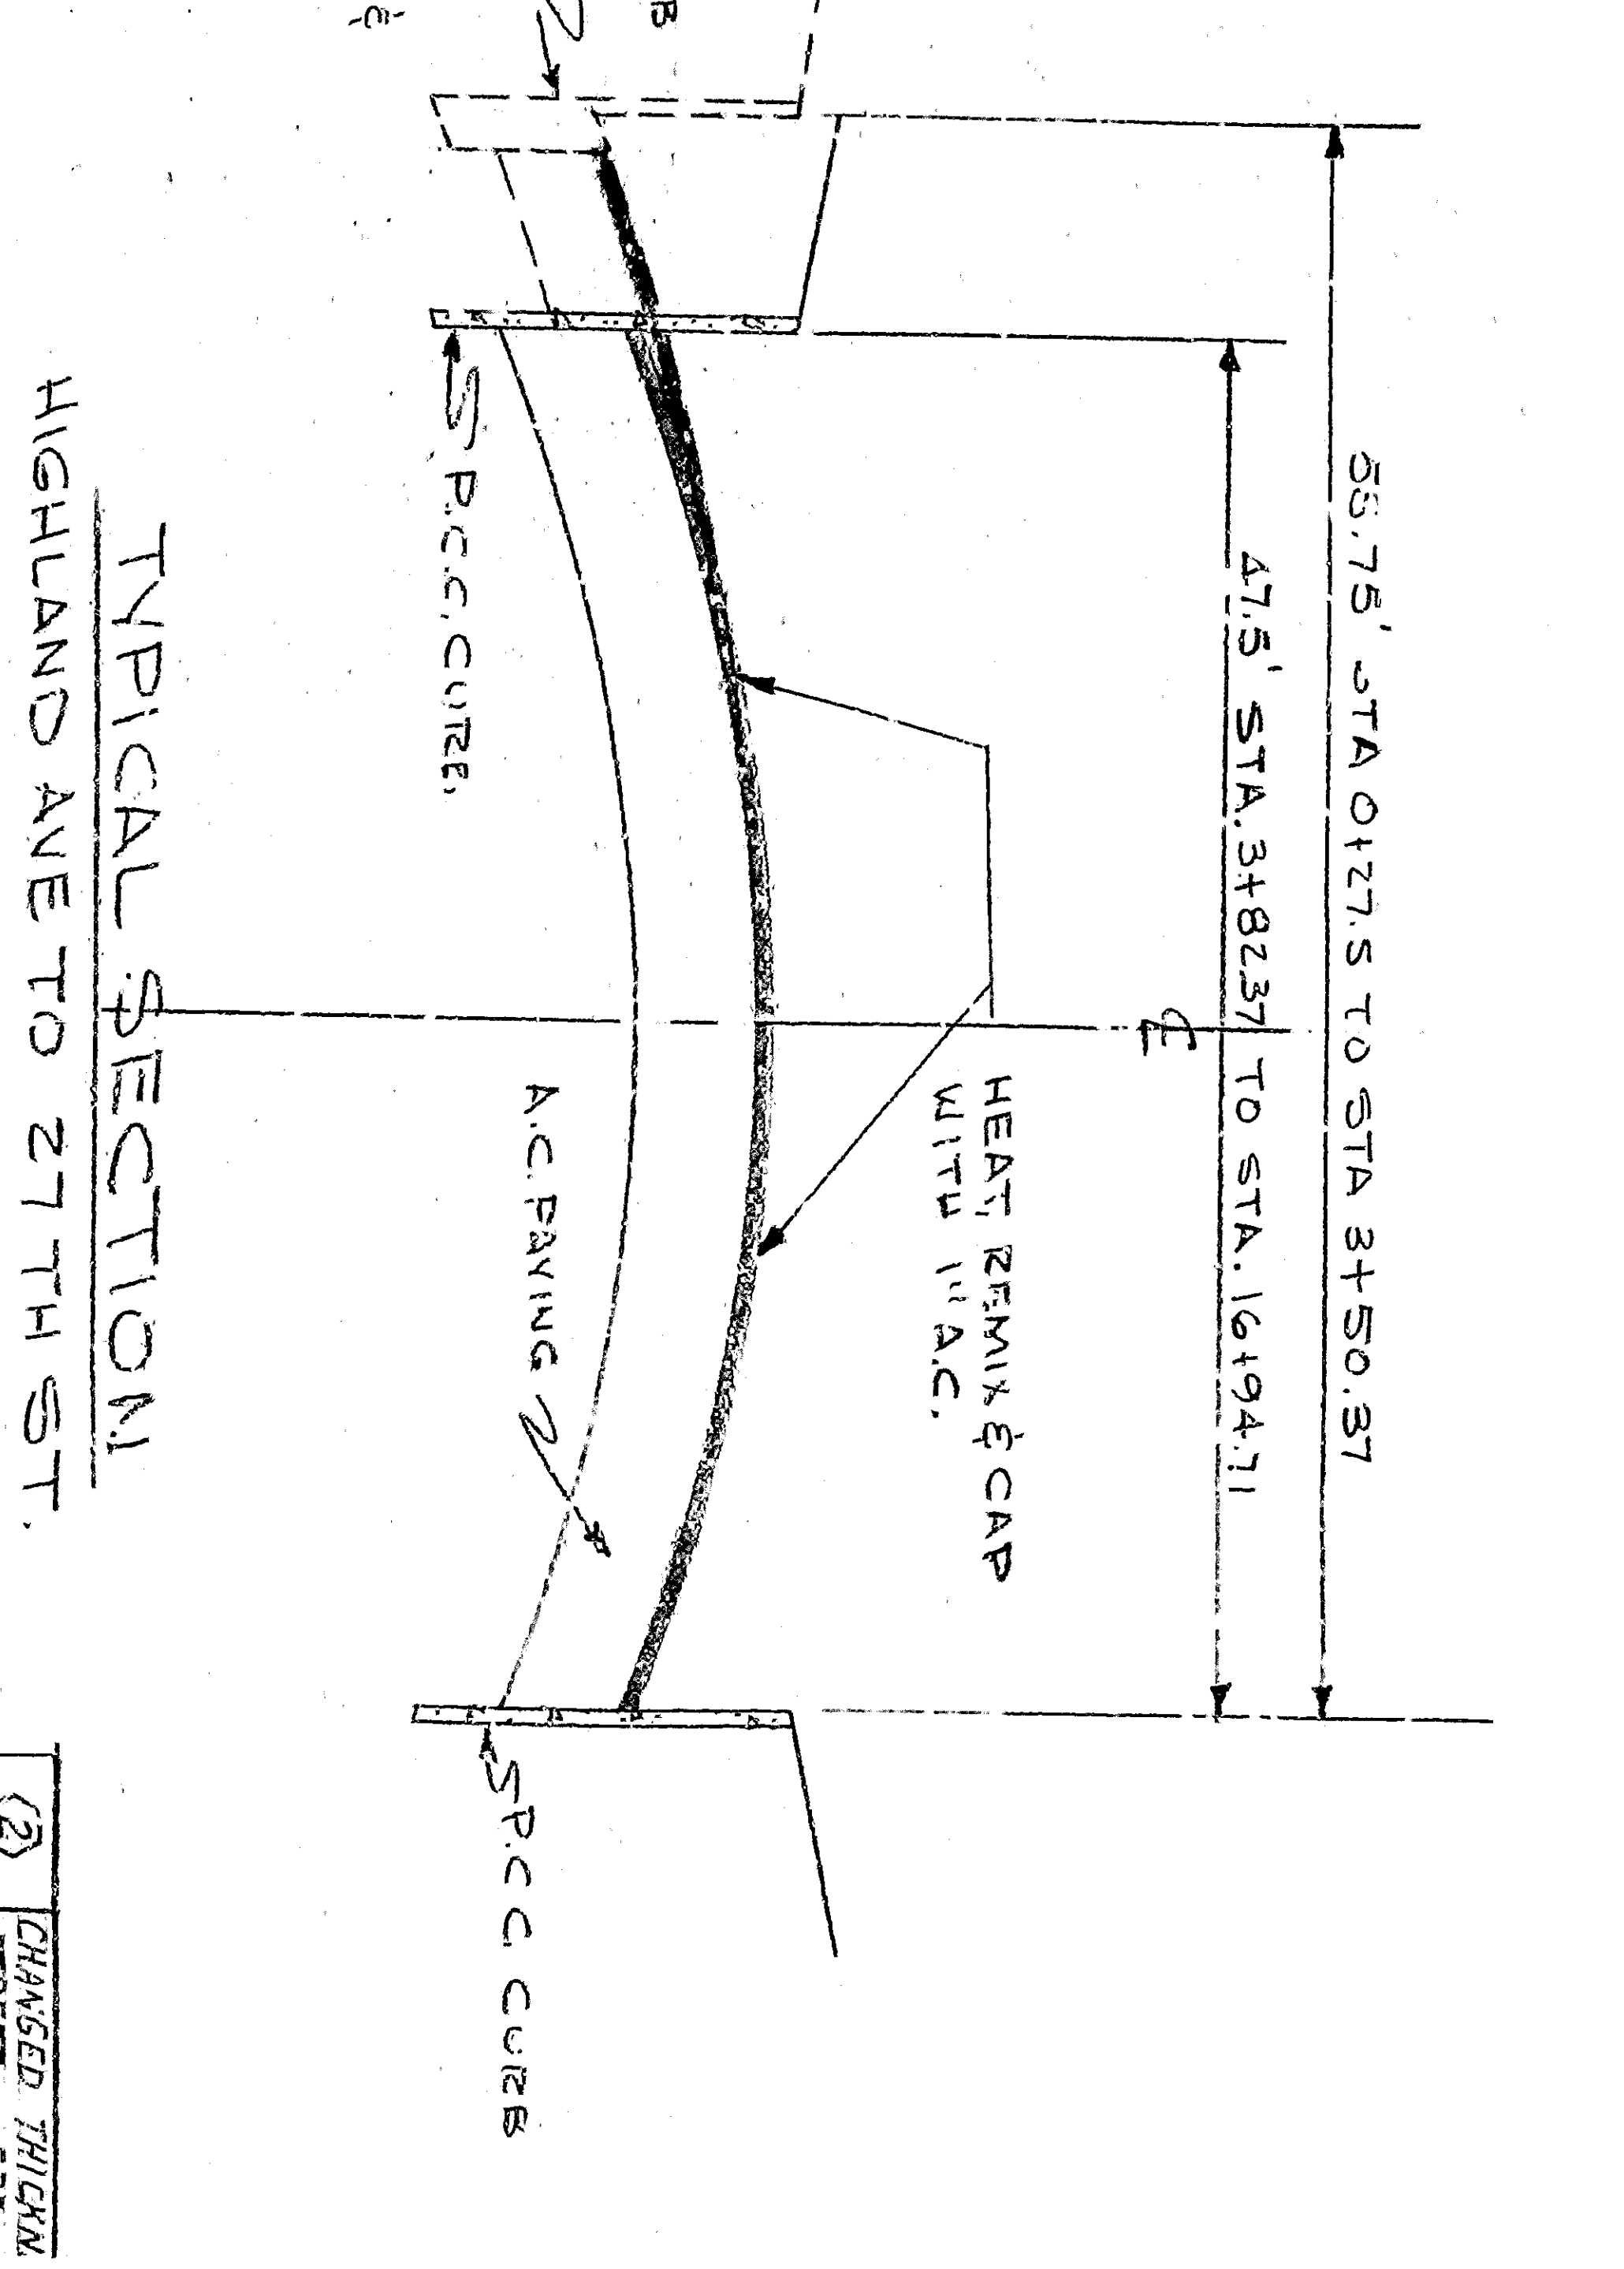 55.75' STA 0+27.5 TO STA 3+50.37
47.5' STA. 3+82.37 TO STA. 16+94.71
℄
HEAT, REMIX & CAP
WITH 1" A.C.
B
A.C. PAVING
P.C.C. CURB.
P.C.C CURB
TYPICAL SECTION
HIGHLAND AVE TO 27TH ST.
2
CHANGED THICKN